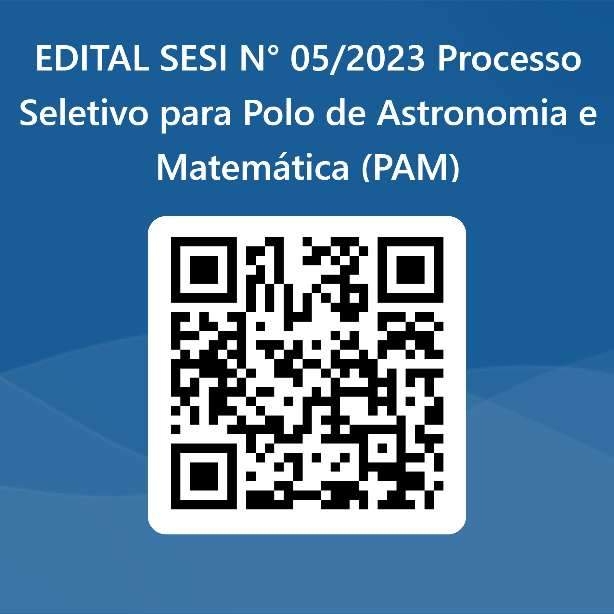 EDITAL SESI N° 05/2023 Processo
Seletivo para Polo de Astronomia e
Matemática (PAM)